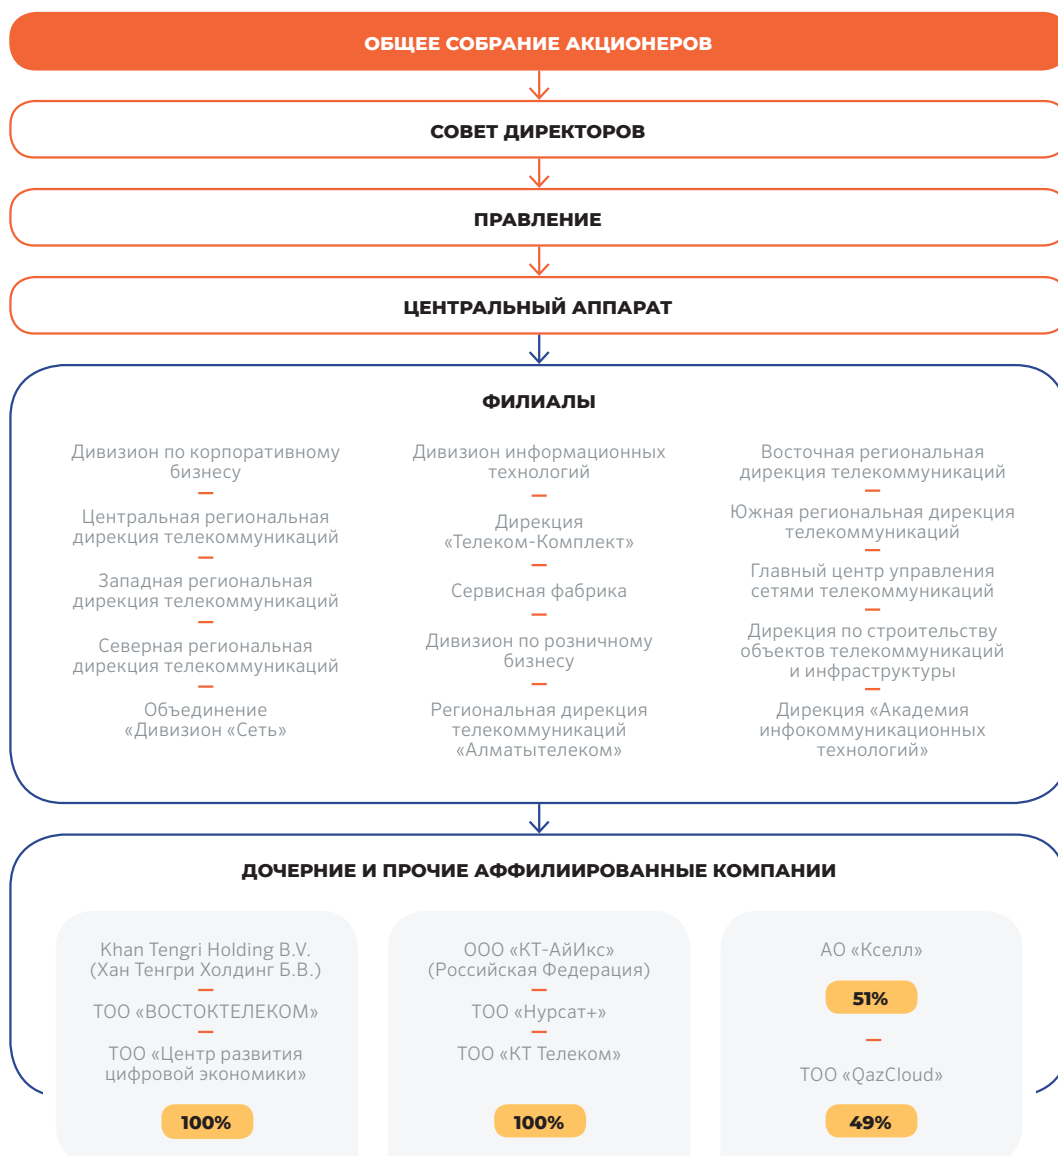 ОБЩЕЕ СОБРАНИЕ АКЦИОНЕРОВ
СОВЕТ ДИРЕКТОРОВ
ПРАВЛЕНИЕ
ЦЕНТРАЛЬНЫЙ АППАРАТ
ФИЛИАЛЫ
Дивизион по корпоративному
бизнесу
Центральная региональная
дирекция телекоммуникаций
Западная региональная
дирекция телекоммуникаций
Северная региональная
дирекция телекоммуникаций
Объединение
«Дивизион «Сеть»
Дивизион информационных
технологий
Дирекция
«Телеком-Комплект»
Сервисная фабрика
Дивизион по розничному
бизнесу
Региональная дирекция
телекоммуникаций
«Алматытелеком»
Восточная региональная
дирекция телекоммуникаций
Южная региональная дирекция
телекоммуникаций
Главный центр управления
сетями телекоммуникаций
Дирекция по строительству
объектов телекоммуникаций
и инфраструктуры
Дирекция «Академия
инфокоммуникационных
технологий»
ДОЧЕРНИЕ И ПРОЧИЕ АФФИЛИИРОВАННЫЕ КОМПАНИИ
Khan Tengri Holding B.V.
(Хан Тенгри Холдинг Б.В.)
ТОО «ВОСТОКТЕЛЕКОМ»
ТОО «Центр развития
цифровой экономики»
100%
ООО «КТ-АйИкс»
(Российская Федерация)
ТОО «Нурсат+»
ТОО «КТ Телеком»
100%
АО «Кселл»
51%
ТОО «QazCloud»
49%